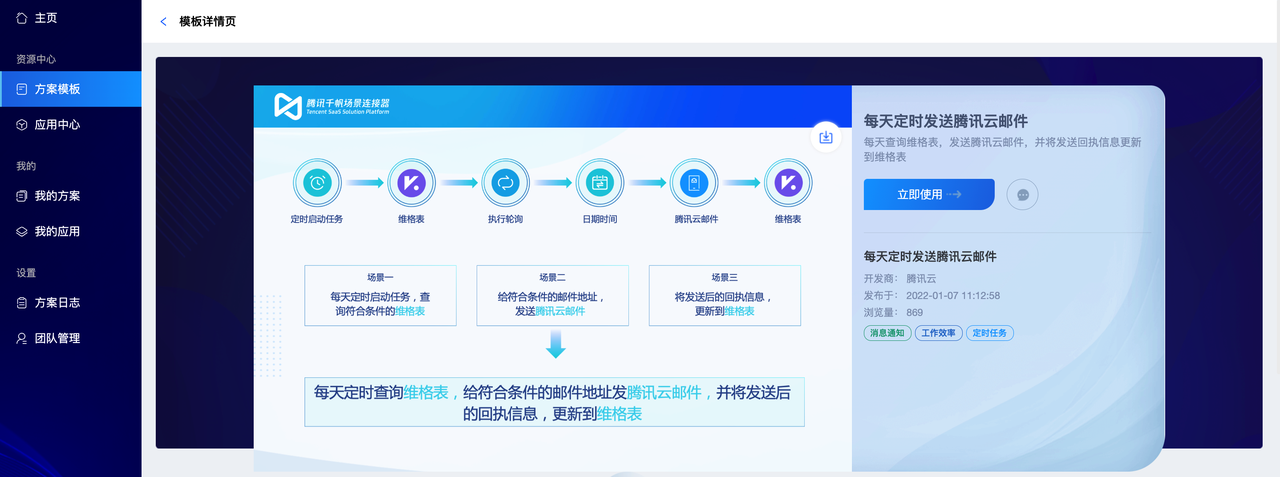 主页
资源中心
方案模板
应用中心
我的
我的方案
我的应用
设置
方案日志
团队管理
模板详情页
腾讯千帆场景连接器
Tencent SaaS Solution Platform
定时启动任务
维格表
执行轮询
日期时间
腾讯云邮件
维格表
场景一
每天定时启动任务，查
询符合条件的维格表
场景二
给符合条件的邮件地址，
发送腾讯云邮件
场景三
将发送后的回执信息，
更新到维格表
每天定时查询维格表，给符合条件的邮件地址发腾讯云邮件，并将发送后
的回执信息，更新到维格表
每天定时发送腾讯云邮件
每天查询维格表，发送腾讯云邮件，并将发送回执信息更新
到维格表
立即使用
每天定时发送腾讯云邮件
开发商： 腾讯云
发布于： 2022-01-07 11:12:58
浏览量： 869
消息通知
工作效率
定时任务